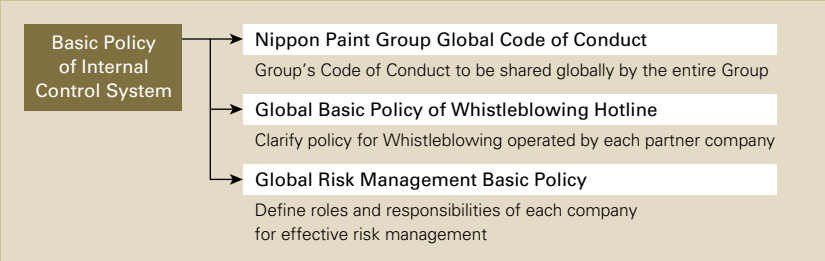 Basic Policy
of Internal
Control System
Nippon Paint Group Global Code of Conduct
Group's Code of Conduct to be shared globally by the entire Group
Global Basic Policy of Whistleblowing Hotline
Clarify policy for Whistleblowing operated by each partner company
Global Risk Management Basic Policy
Define roles and responsibilities of each company
for effective risk management